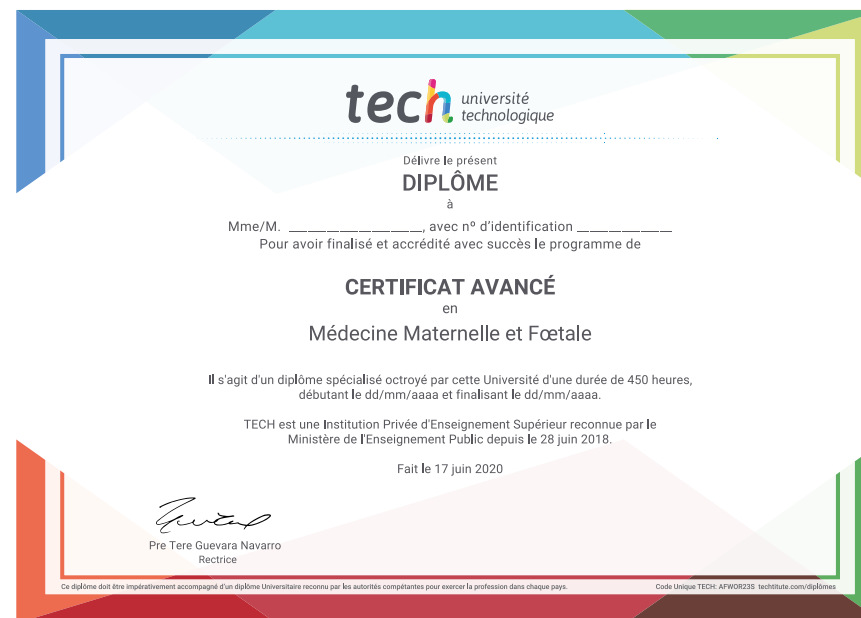 tech université
technologique
Délivre le présent
DIPLÔME
à
Mme/M. ____________________, avec nº d'identification ______________
Pour avoir finalisé et accrédité avec succès le programme de
CERTIFICAT AVANCÉ
en
Médecine Maternelle et Fœtale
Il s'agit d'un diplôme spécialisé octroyé par cette Université d'une durée de 450 heures,
débutant le dd/mm/aaaa et finalisant le dd/mm/aaaa.
TECH est une Institution Privée d'Enseignement Supérieur reconnue par le
Ministère de l'Enseignement Public depuis le 28 juin 2018.
Fait le 17 juin 2020
Pre Tere Guevara Navarro
Rectrice
Ce diplôme doit être impérativement accompagné d'un diplôme Universitaire reconnu par les autorités compétantes pour exercer la profession dans chaque pays. Code Unique TECH: AFWOR23S techtitute.com/diplômes